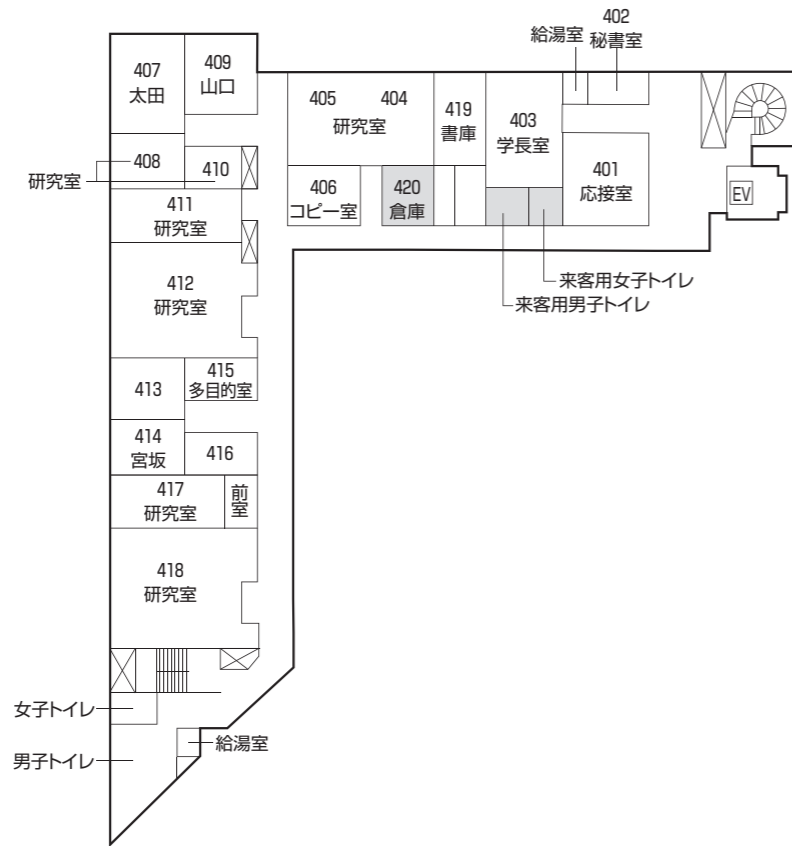 402
給湯室
秘書室
407
太田
409
山口
405 404
研究室
419
書庫
403
学長室
401
応接室
408
研究室
410
406
コピー室
420
倉庫
EV
411
研究室
来客用女子トイレ
来客用男子トイレ
412
研究室
413
415
多目的室
414
宮坂
416
417
研究室
前室
418
研究室
女子トイレ
給湯室
男子トイレ